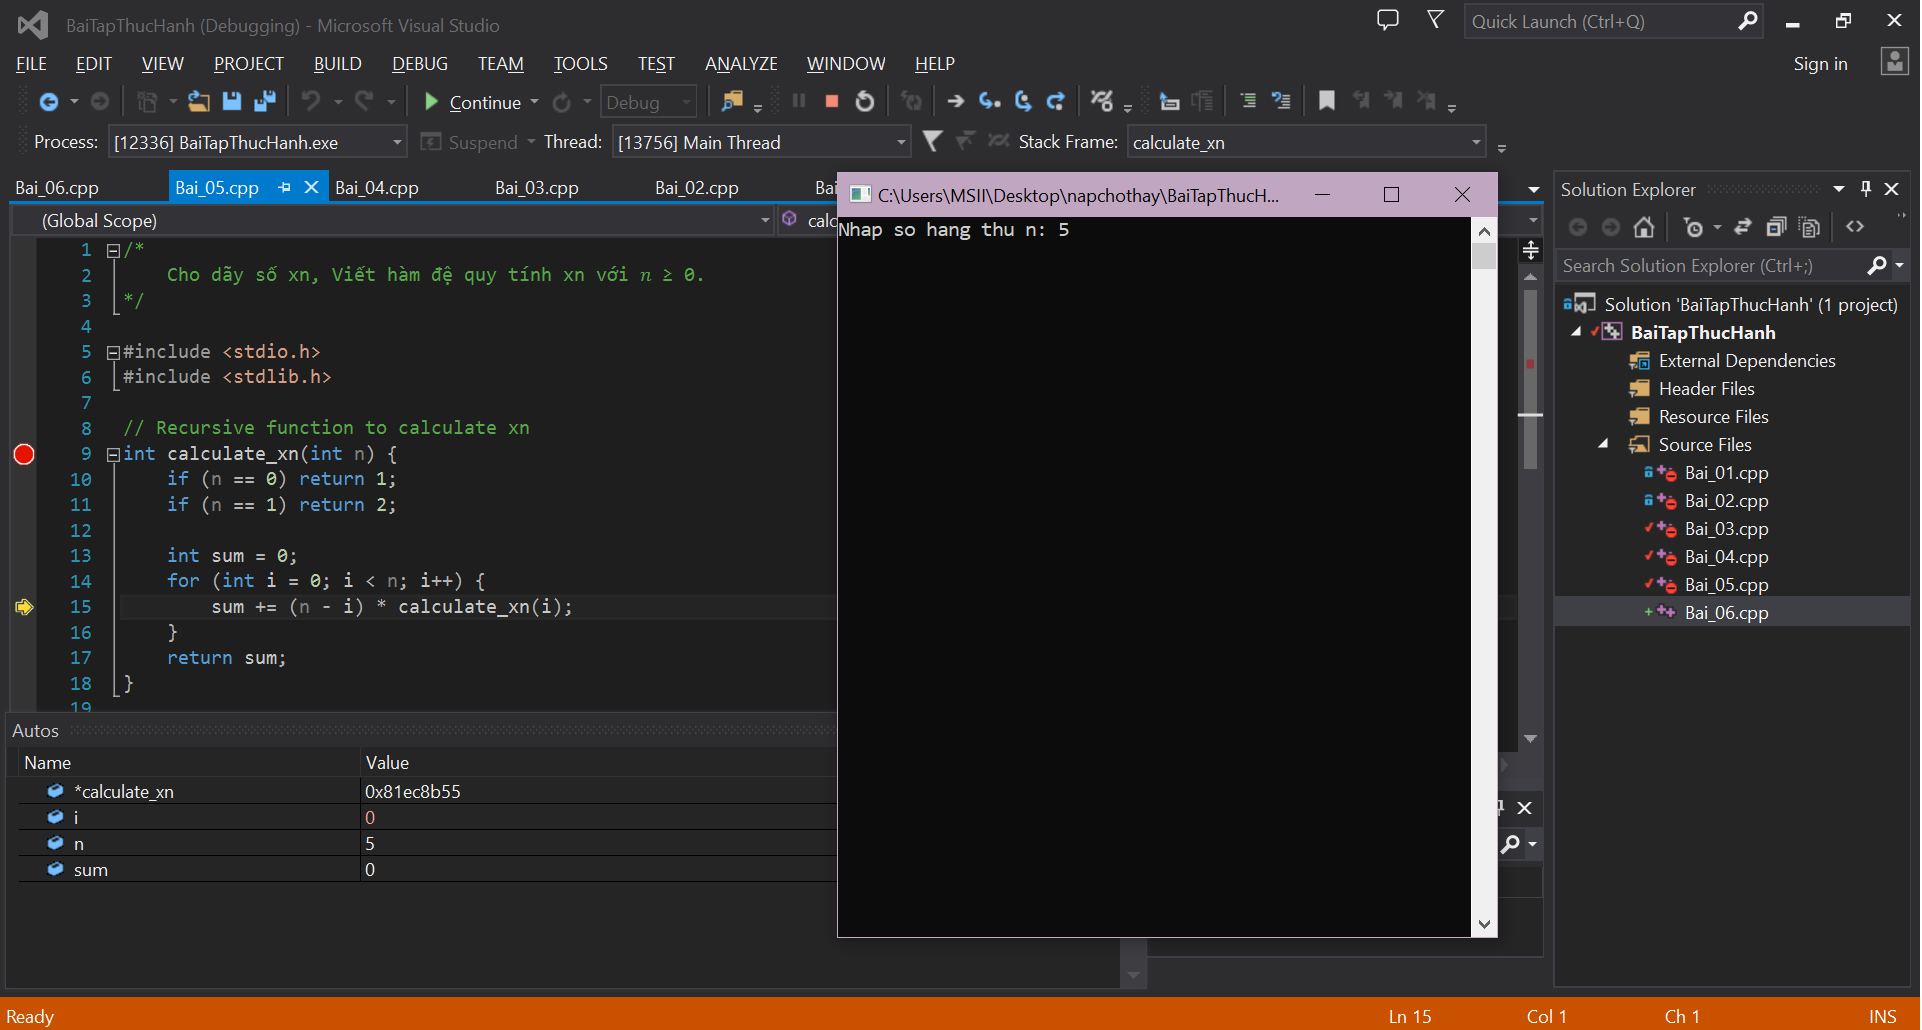 BaiTapThucHanh (Debugging) - Microsoft Visual Studio
Quick Launch (Ctrl+Q)
FILE EDIT VIEW PROJECT BUILD DEBUG TEAM TOOLS TEST ANALYZE WINDOW HELP
Sign in
Continue Debug
Process: [12336] BaiTapThucHanh.exe Suspend Thread: [13756] Main Thread Stack Frame: calculate_xn
Bai_06.cpp Bai_05.cpp Bai_04.cpp Bai_03.cpp Bai_02.cpp Bai
(Global Scope) calc
1 /*
2 Cho dãy số xn, Viết hàm đệ quy tính xn với n ≥ 0.
3 */
4
5 #include <stdio.h>
6 #include <stdlib.h>
7
8 // Recursive function to calculate xn
9 int calculate_xn(int n) {
10 if (n == 0) return 1;
11 if (n == 1) return 2;
12
13 int sum = 0;
14 for (int i = 0; i < n; i++) {
15 sum += (n - i) * calculate_xn(i);
16 }
17 return sum;
18 }
19
C:\Users\MSII\Desktop\napchothay\BaiTapThucH...
Nhap so hang thu n: 5
Autos
Name Value
*calculate_xn 0x81ec8b55
i 0
n 5
sum 0
Solution Explorer
Search Solution Explorer (Ctrl+;)
Solution 'BaiTapThucHanh' (1 project)
BaiTapThucHanh
External Dependencies
Header Files
Resource Files
Source Files
Bai_01.cpp
Bai_02.cpp
Bai_03.cpp
Bai_04.cpp
Bai_05.cpp
Bai_06.cpp
Ready Ln 15 Col 1 Ch 1 INS